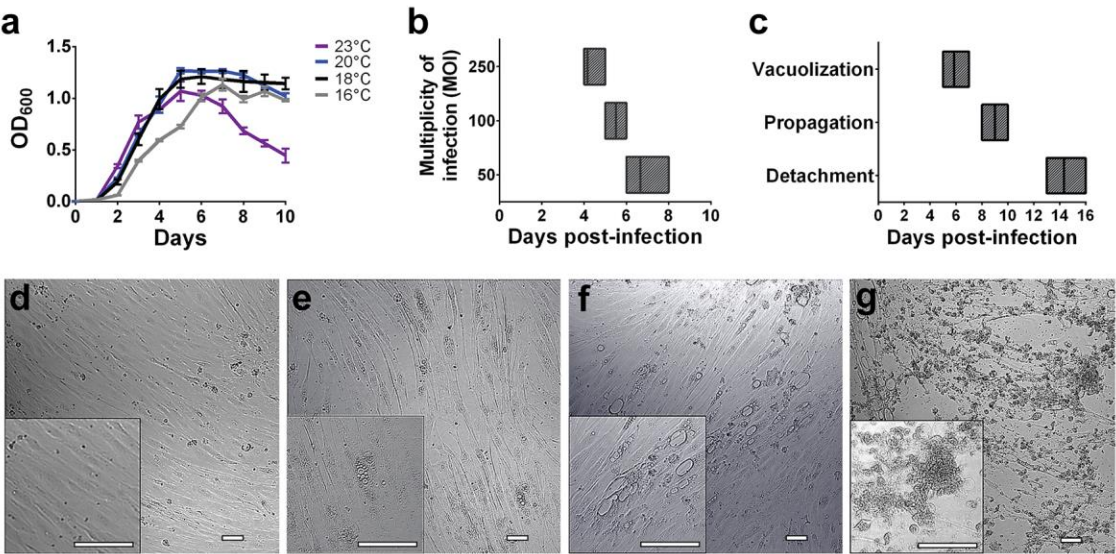 a
1.5
1.0
0.5
0.0
OD600
0 2 4 6 8 10
Days
23°C
20°C
18°C
16°C
b
Multiplicity of
infection (MOI)
250
100
50
0 2 4 6 8 10
Days post-infection
c
Vacuolization
Propagation
Detachment
0 2 4 6 8 10 12 14 16
Days post-infection
d
e
f
g